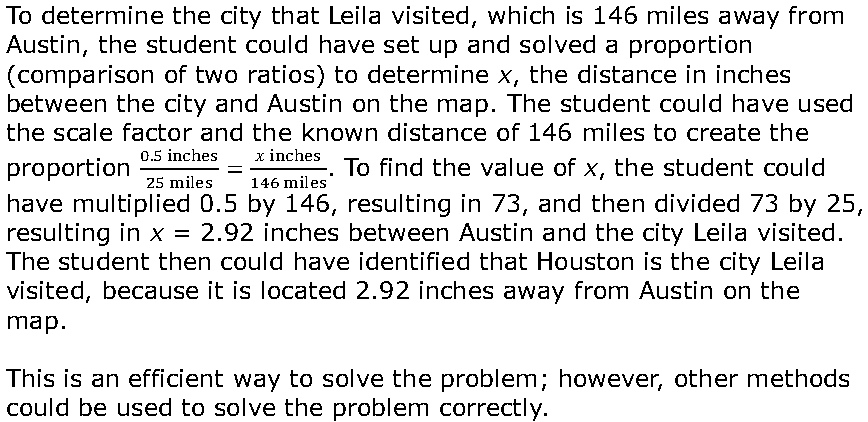 To determine the city that Leila visited, which is 146 miles away from
Austin, the student could have set up and solved a proportion
(comparison of two ratios) to determine x, the distance in inches
between the city and Austin on the map. The student could have used
the scale factor and the known distance of 146 miles to create the
proportion 0.5 inches / 25 miles = x inches / 146 miles. To find the value of x, the student could
have multiplied 0.5 by 146, resulting in 73, and then divided 73 by 25,
resulting in x = 2.92 inches between Austin and the city Leila visited.
The student then could have identified that Houston is the city Leila
visited, because it is located 2.92 inches away from Austin on the
map.
This is an efficient way to solve the problem; however, other methods
could be used to solve the problem correctly.